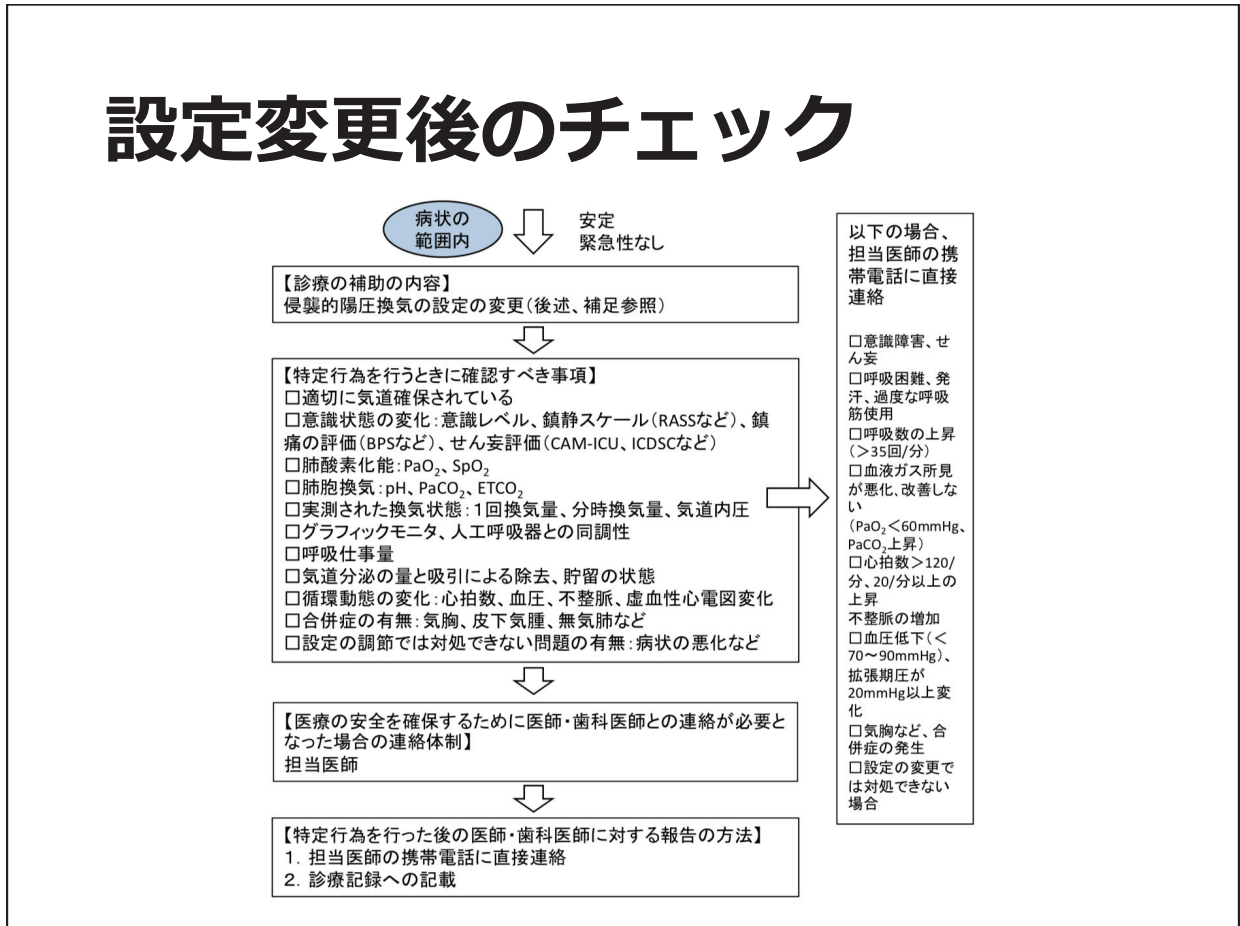 設定変更後のチェック
病状の
範囲内
安定
緊急性なし
【診療の補助の内容】
侵襲的陽圧換気の設定の変更(後述、補足参照)
【特定行為を行うときに確認すべき事項】
□適切に気道確保されている
□意識状態の変化:意識レベル、鎮静スケール(RASSなど)、鎮
痛の評価(BPSなど)、せん妄評価(CAM-ICU、ICDSCなど)
□肺酸素化能:PaO₂、SpO₂
□肺胞換気:pH、PaCO₂、ETCO₂
□実測された換気状態:1回換気量、分時換気量、気道内圧
□グラフィックモニタ、人工呼吸器との同調性
□呼吸仕事量
□気道分泌の量と吸引による除去、貯留の状態
□循環動態の変化:心拍数、血圧、不整脈、虚血性心電図変化
□合併症の有無:気胸、皮下気腫、無気肺など
□設定の調節では対処できない問題の有無:病状の悪化など
【医療の安全を確保するために医師・歯科医師との連絡が必要と
なった場合の連絡体制】
担当医師
【特定行為を行った後の医師・歯科医師に対する報告の方法】
1. 担当医師の携帯電話に直接連絡
2. 診療記録への記載
以下の場合、
担当医師の携
帯電話に直接
連絡
□意識障害、せ
ん妄
□呼吸困難、発
汗、過度な呼吸
筋使用
□呼吸数の上昇
(>35回/分)
□血液ガス所見
が悪化、改善しな
い
(PaO₂<60mmHg、
PaCO₂上昇)
□心拍数>120/
分、20/分以上の
上昇
不整脈の増加
□血圧低下(<
70~90mmHg)、
拡張期圧が
20mmHg以上変
化
□気胸など、合
併症の発生
□設定の変更で
は対処できない
場合